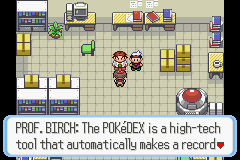 PROF. BIRCH: The POKéDEX is a high-tech
tool that automatically makes a record